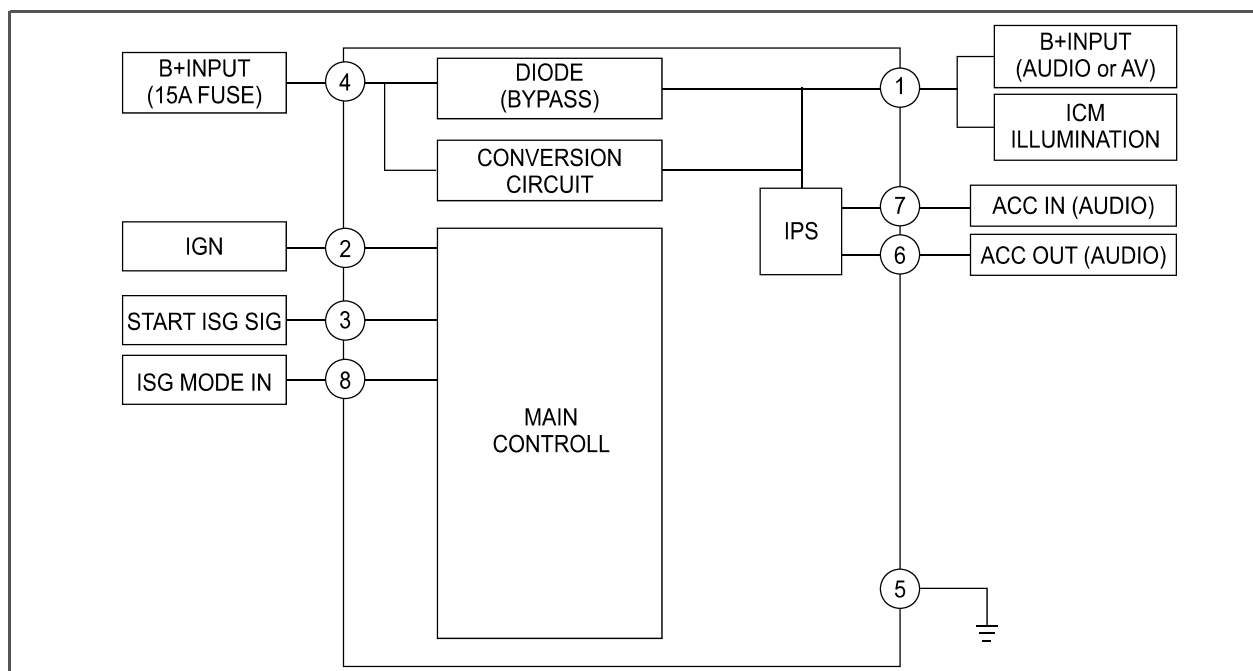 B+INPUT
(15A FUSE)
4
DIODE
(BYPASS)
1
B+INPUT
(AUDIO or AV)
ICM
ILLUMINATION
CONVERSION
CIRCUIT
IPS
7
ACC IN (AUDIO)
6
ACC OUT (AUDIO)
IGN
2
START ISG SIG
3
ISG MODE IN
8
MAIN
CONTROLL
5